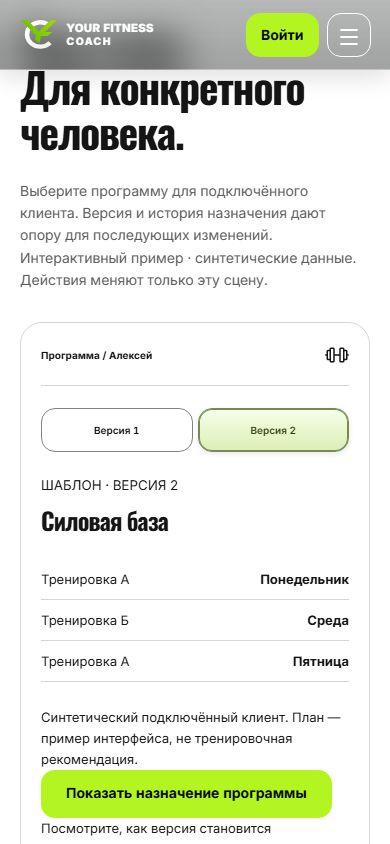 YOUR FITNESS
COACH
Войти
Для конкретного
человека.
Выберите программу для подключённого
клиента. Версия и история назначения дают
опору для последующих изменений.
Интерактивный пример · синтетические данные.
Действия меняют только эту сцену.
Программа / Алексей
Версия 1
Версия 2
ШАБЛОН · ВЕРСИЯ 2
Силовая база
Тренировка А
Понедельник
Тренировка Б
Среда
Тренировка А
Пятница
Синтетический подключённый клиент. План —
пример интерфейса, не тренировочная
рекомендация.
Показать назначение программы
Посмотрите, как версия становится